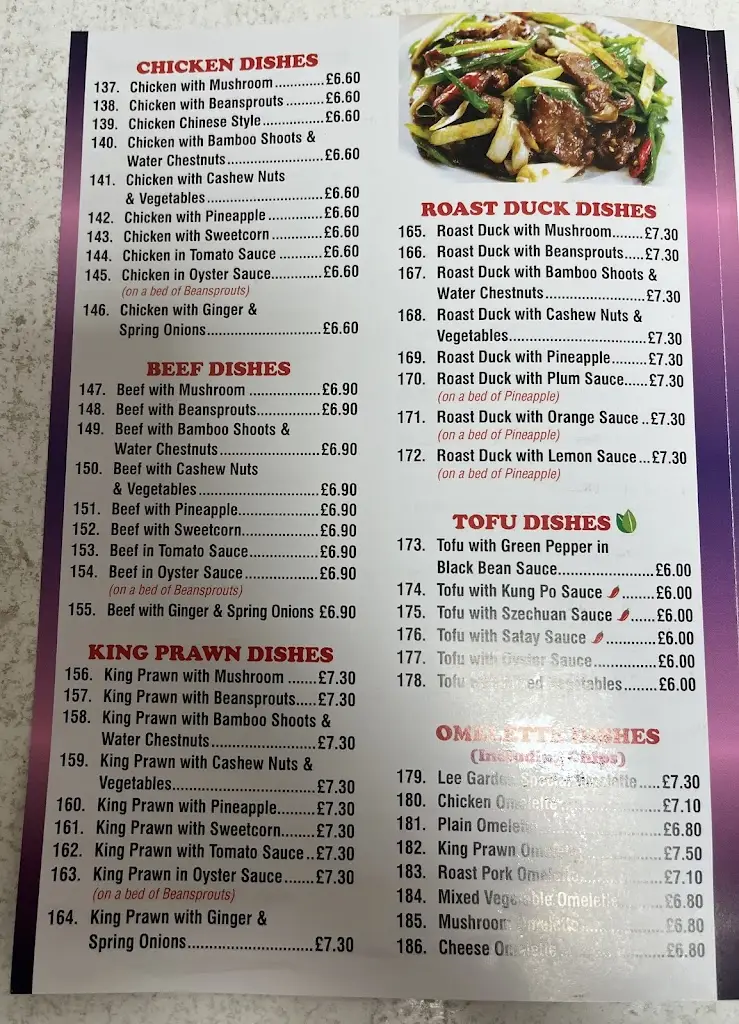 CHICKEN DISHES
137. Chicken with Mushroom............£6.60
138. Chicken with Beansprouts.........£6.60
139. Chicken Chinese Style...............£6.60
140. Chicken with Bamboo Shoots &
Water Chestnuts......................£6.60
141. Chicken with Cashew Nuts
& Vegetables...........................£6.60
142. Chicken with Pineapple.............£6.60
143. Chicken with Sweetcorn............£6.60
144. Chicken in Tomato Sauce..........£6.60
145. Chicken in Oyster Sauce............£6.60
(on a bed of Beansprouts)
146. Chicken with Ginger &
Spring Onions..........................£6.60
BEEF DISHES
147. Beef with Mushroom.................£6.90
148. Beef with Beansprouts...............£6.90
149. Beef with Bamboo Shoots &
Water Chestnuts.......................£6.90
150. Beef with Cashew Nuts
& Vegetables............................£6.90
151. Beef with Pineapple...................£6.90
152. Beef with Sweetcorn..................£6.90
153. Beef in Tomato Sauce................£6.90
154. Beef in Oyster Sauce.................£6.90
(on a bed of Beansprouts)
155. Beef with Ginger & Spring Onions £6.90
KING PRAWN DISHES
156. King Prawn with Mushroom.......£7.30
157. King Prawn with Beansprouts.....£7.30
158. King Prawn with Bamboo Shoots &
Water Chestnuts.......................£7.30
159. King Prawn with Cashew Nuts &
Vegetables...............................£7.30
160. King Prawn with Pineapple.........£7.30
161. King Prawn with Sweetcorn........£7.30
162. King Prawn with Tomato Sauce..£7.30
163. King Prawn in Oyster Sauce.......£7.30
(on a bed of Beansprouts)
164. King Prawn with Ginger &
Spring Onions...........................£7.30
ROAST DUCK DISHES
165. Roast Duck with Mushroom.......£7.30
166. Roast Duck with Beansprouts.....£7.30
167. Roast Duck with Bamboo Shoots &
Water Chestnuts.......................£7.30
168. Roast Duck with Cashew Nuts &
Vegetables...............................£7.30
169. Roast Duck with Pineapple........£7.30
170. Roast Duck with Plum Sauce......£7.30
(on a bed of Pineapple)
171. Roast Duck with Orange Sauce..£7.30
(on a bed of Pineapple)
172. Roast Duck with Lemon Sauce...£7.30
(on a bed of Pineapple)
TOFU DISHES
173. Tofu with Green Pepper in
Black Bean Sauce.....................£6.00
174. Tofu with Kung Po Sauce.......£6.00
175. Tofu with Szechuan Sauce.....£6.00
176. Tofu with Satay Sauce...........£6.00
177. Tofu with Oyster Sauce.............£6.00
178. Tofu Vegetables........£6.00
OMELETTE DISHES
(Including Chips)
179. Lee Garden Special Omelette.....£7.30
180. Chicken Omelette £7.10
181. Plain Omelette £6.80
182. King Prawn Omelette £7.50
183. Roast Pork Omelette £7.10
184. Mixed Vegetable Omelette £6.80
185. Mushroom Omelette £6.80
186. Cheese Omelette £6.80